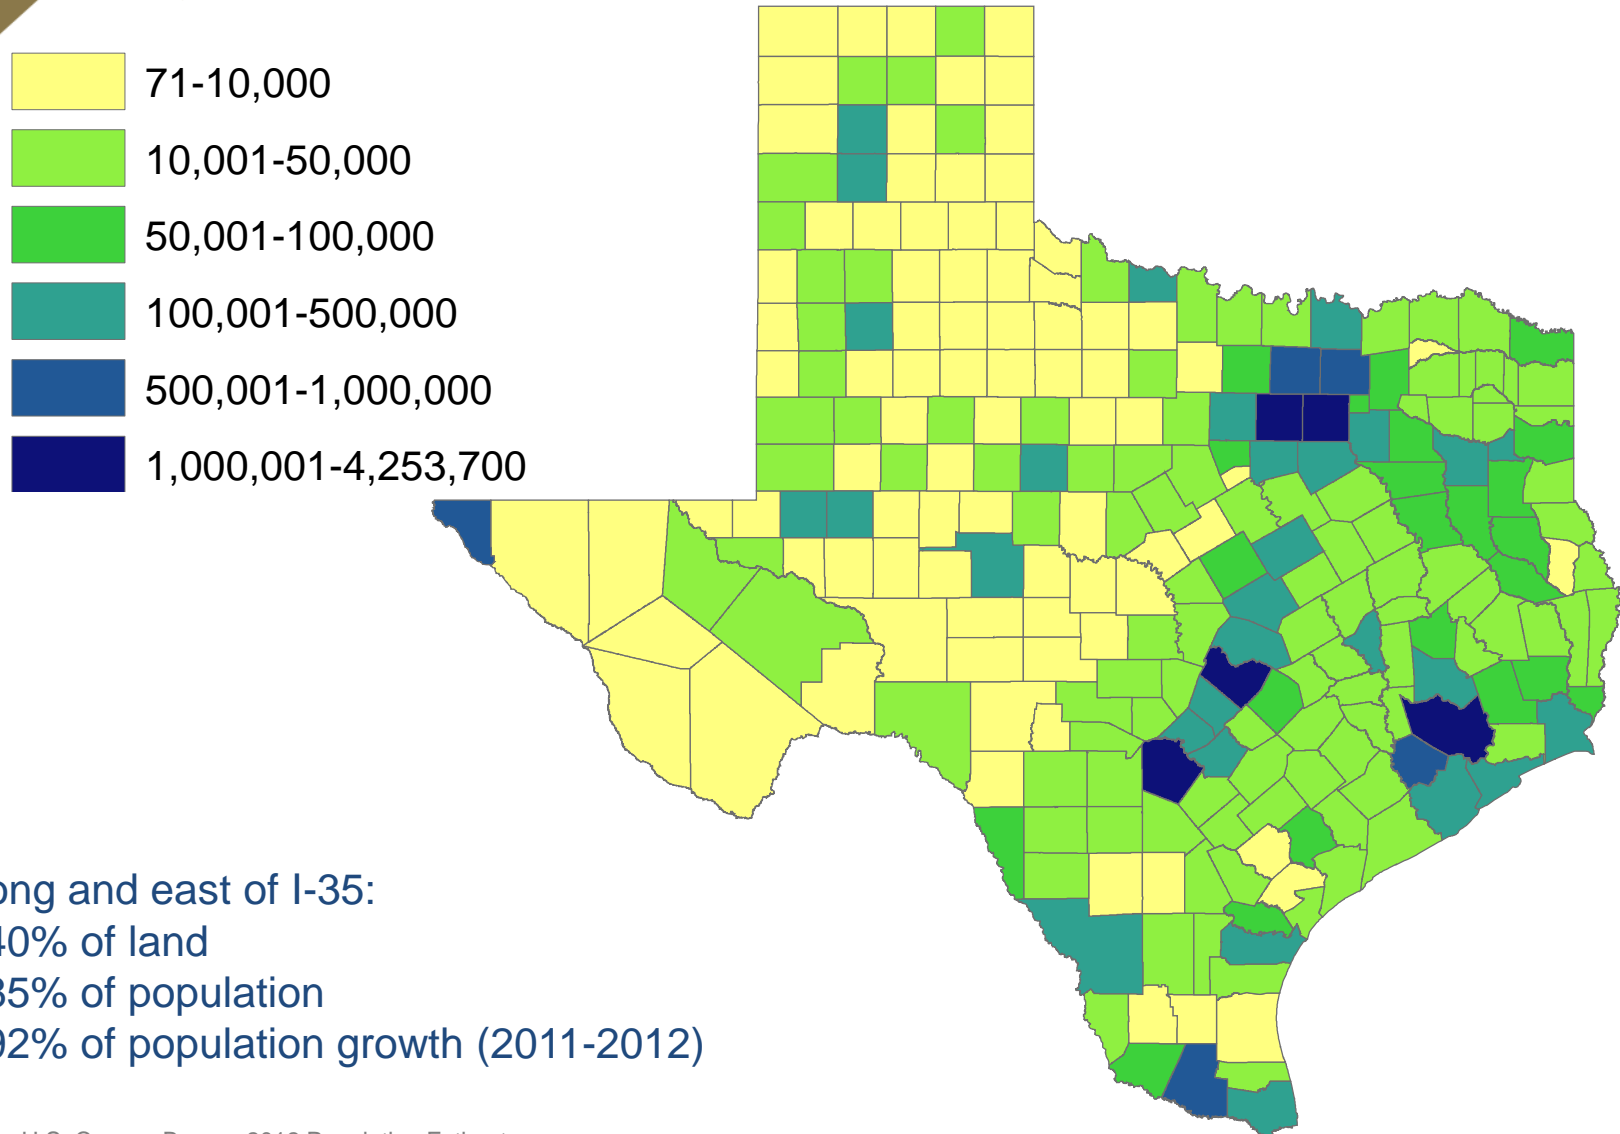 71-10,000
10,001-50,000
50,001-100,000
100,001-500,000
500,001-1,000,000
1,000,001-4,253,700
ong and east of I-35:
40% of land
85% of population
92% of population growth (2011-2012)